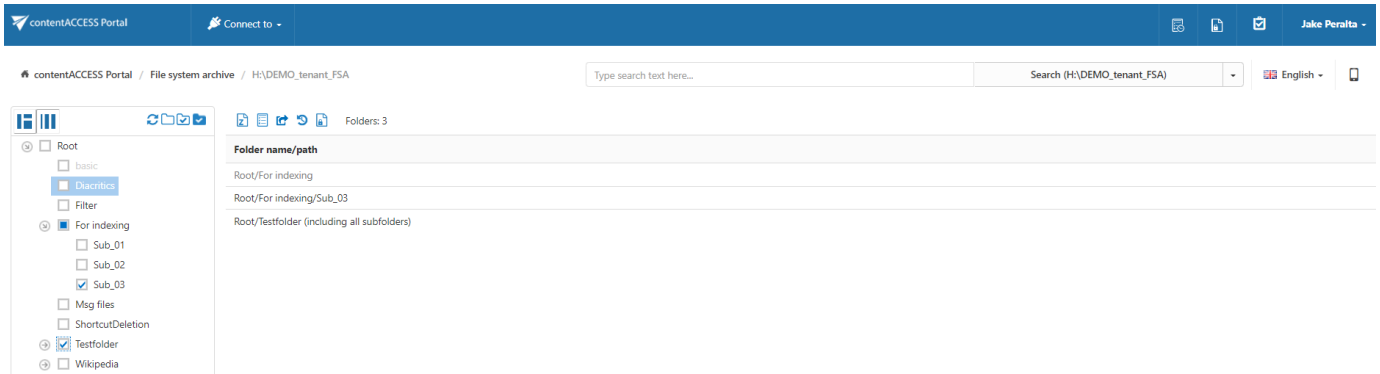 contentACCESS Portal
Connect to
Jake Peralta
contentACCESS Portal / File system archive / H:\DEMO_tenant_FSA
Type search text here...
Search (H:\DEMO_tenant_FSA)
English
Folders: 3
Root
basic
Diacritics
Filter
For indexing
Sub_01
Sub_02
Sub_03
Msg files
ShortcutDeletion
Testfolder
Wikipedia
Folder name/path
Root/For indexing
Root/For indexing/Sub_03
Root/Testfolder (including all subfolders)